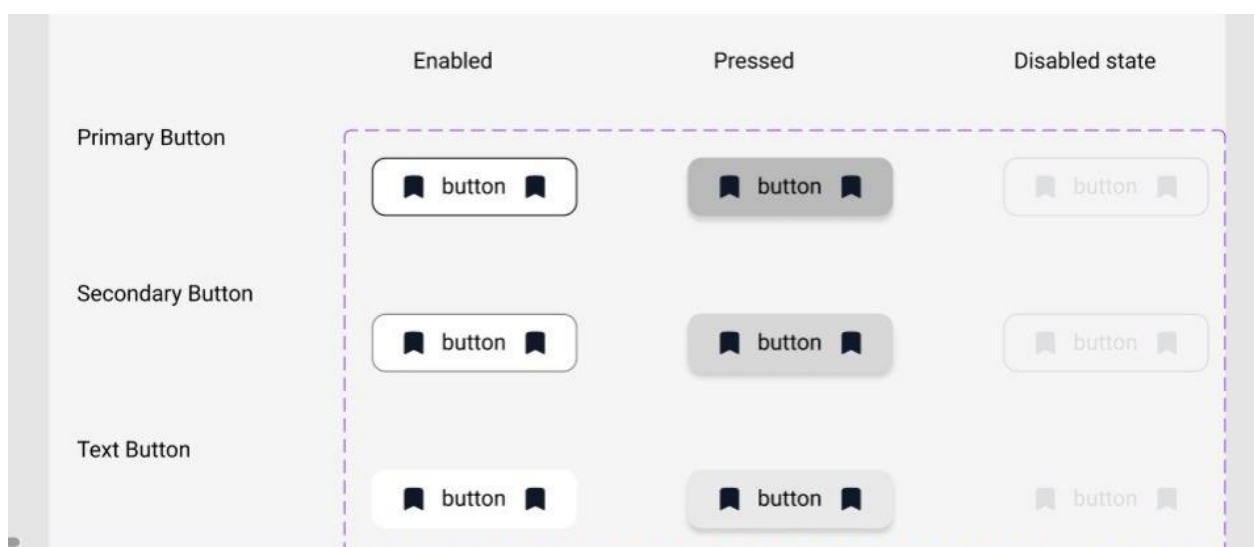 Enabled Pressed Disabled state
Primary Button
button button button
Secondary Button
button button button
Text Button
button button button